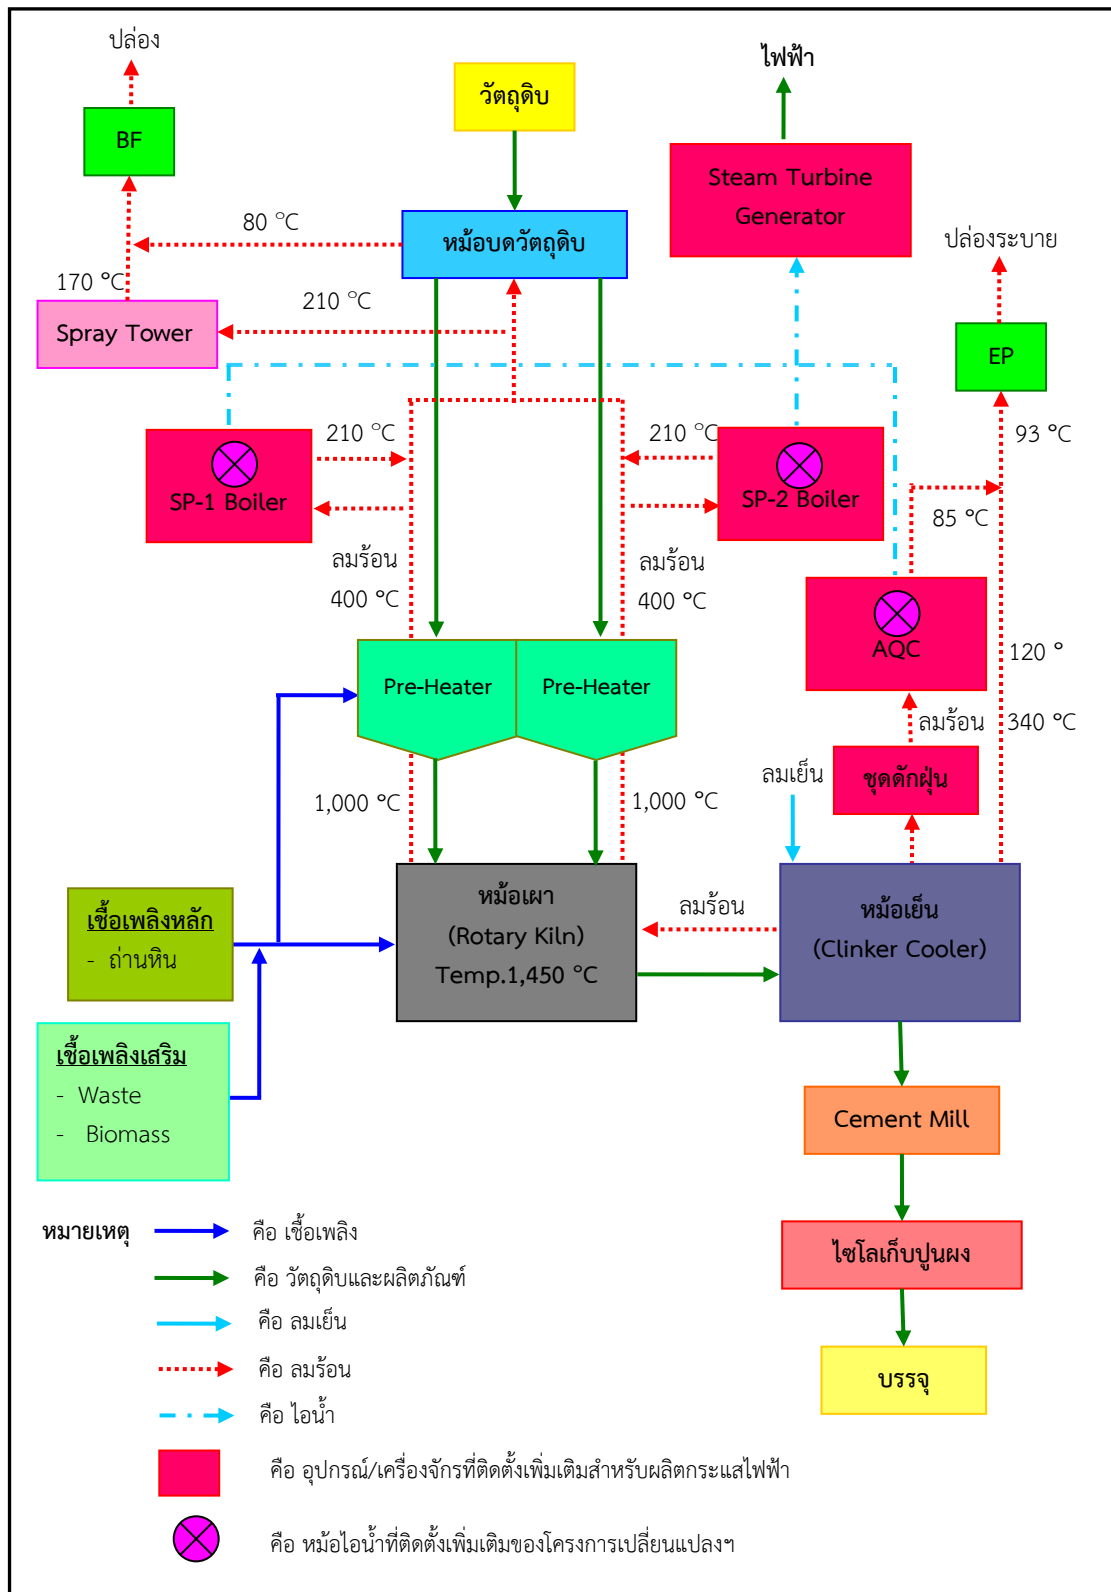 ปล่อง
ไฟฟ้า
วัตถุดิบ
BF
Steam Turbine
Generator
80 °C
หม้อบดวัตถุดิบ
ปล่องระบาย
170 °C
210 °C
Spray Tower
EP
210 °C
210 °C
93 °C
SP-1 Boiler
SP-2 Boiler
85 °C
ลมร้อน
400 °C
ลมร้อน
400 °C
AQC
120 °
Pre-Heater
Pre-Heater
ลมร้อน
340 °C
ลมเย็น
ชุดดักฝุ่น
1,000 °C
1,000 °C
เชื้อเพลิงหลัก
- ถ่านหิน
หม้อเผา
(Rotary Kiln)
Temp.1,450 °C
ลมร้อน
หม้อเย็น
(Clinker Cooler)
เชื้อเพลิงเสริม
- Waste
- Biomass
Cement Mill
ไซโลเก็บปูนผง
บรรจุ
หมายเหตุ
คือ เชื้อเพลิง
คือ วัตถุดิบและผลิตภัณฑ์
คือ ลมเย็น
คือ ลมร้อน
คือ ไอน้ำ
คือ อุปกรณ์/เครื่องจักรที่ติดตั้งเพิ่มเติมสำหรับผลิตกระแสไฟฟ้า
คือ หม้อไอน้ำที่ติดตั้งเพิ่มเติมของโครงการเปลี่ยนแปลงฯ